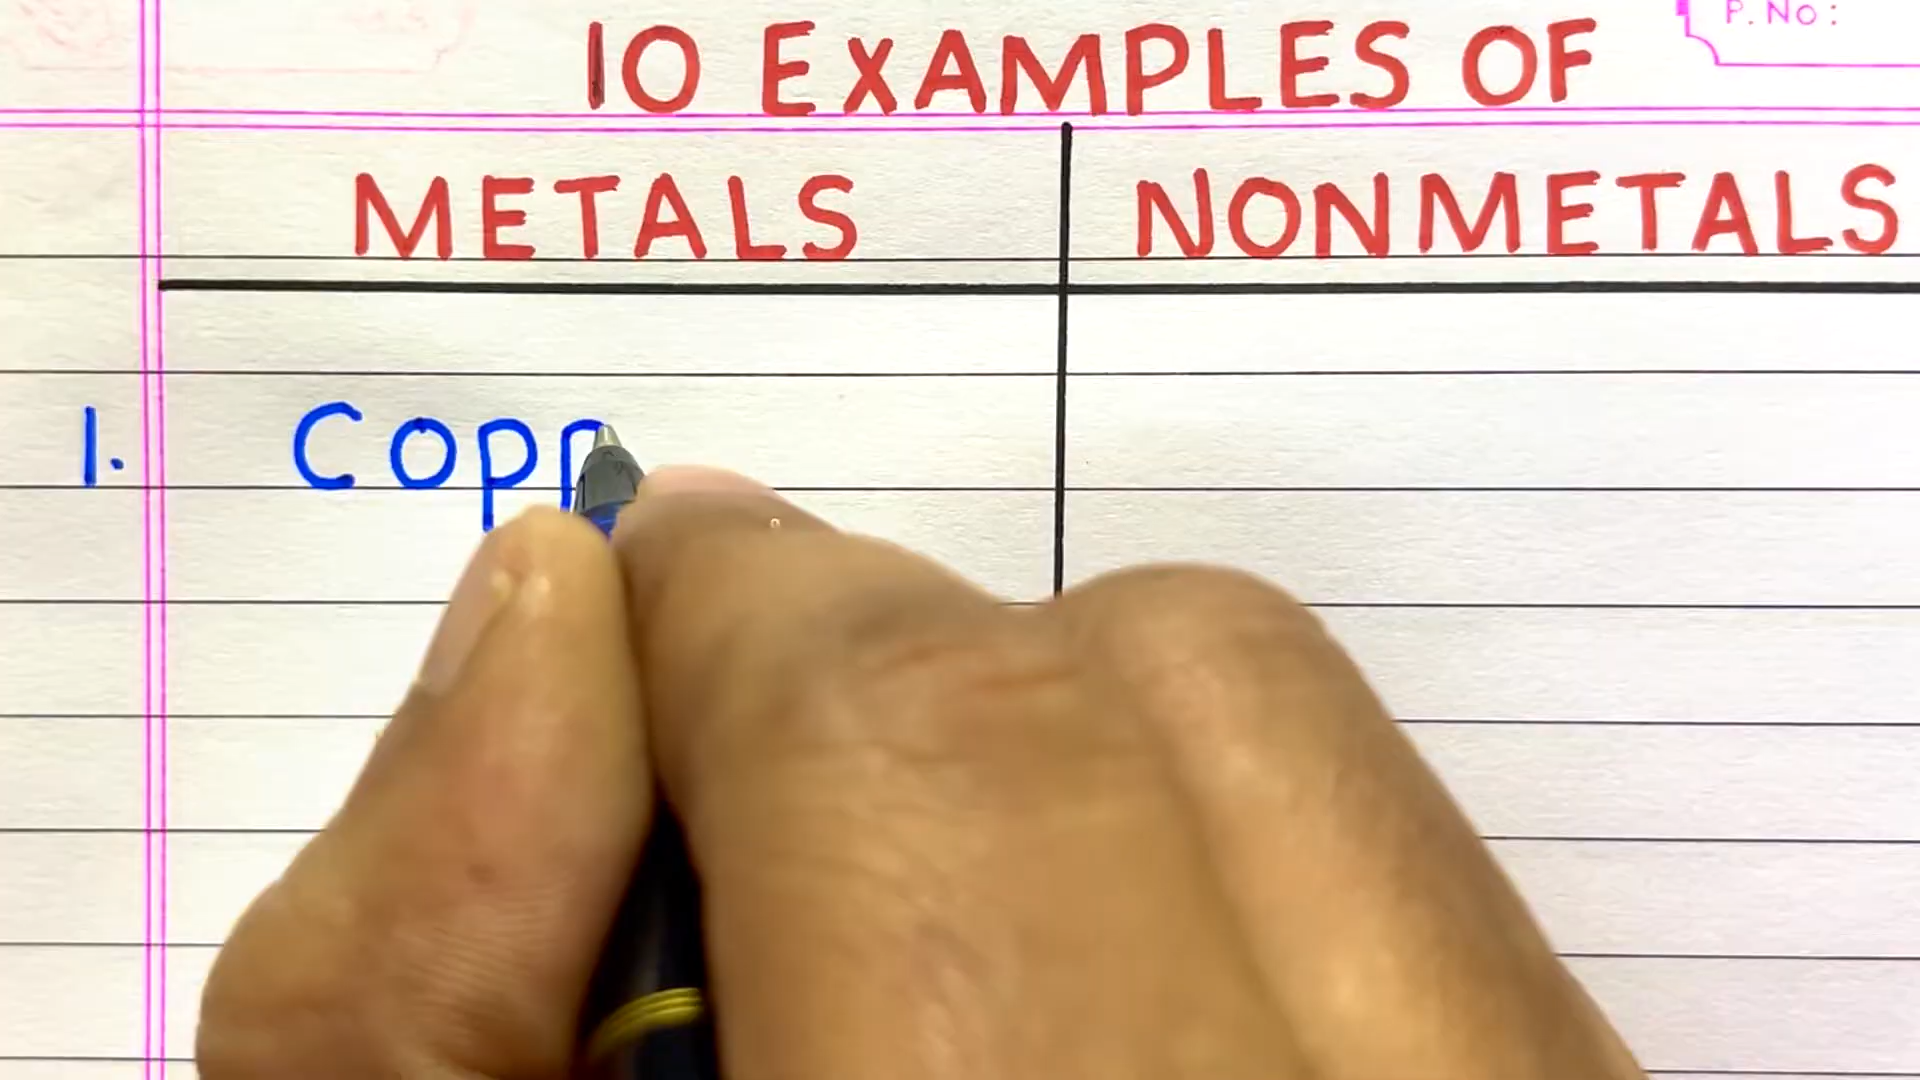 P. No:
10 EXAMPLES OF
METALS NONMETALS
1. Copp